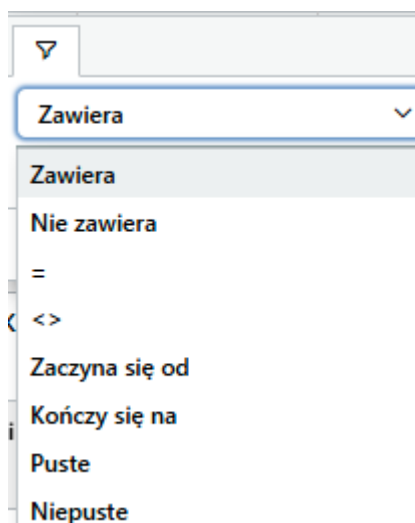 Zawiera
Zawiera
Nie zawiera
=
<>
Zaczyna się od
Kończy się na
Puste
Niepuste